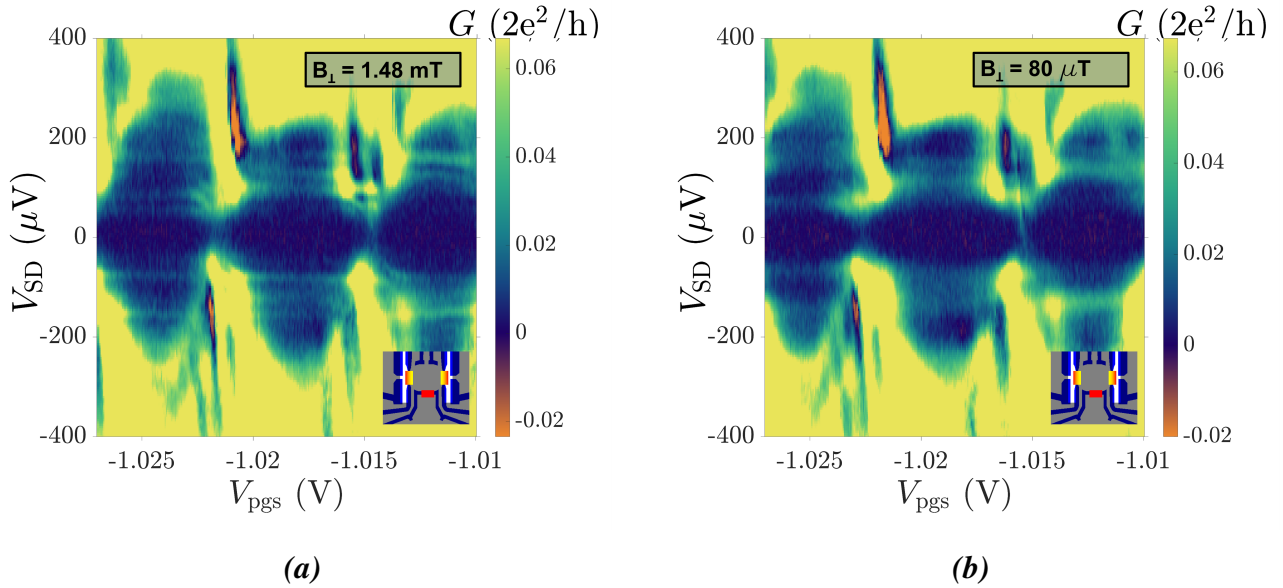 G (2e²/h)
400
B⊥ = 1.48 mT
0.06
200
0.04
V_SD (μV)
0
0.02
-200
0
-400
-0.02
-1.025 -1.02 -1.015 -1.01
V_pgs (V)
(a)
G (2e²/h)
400
B⊥ = 80 μT
0.06
200
0.04
V_SD (μV)
0
0.02
-200
0
-400
-0.02
-1.025 -1.02 -1.015 -1.01
V_pgs (V)
(b)